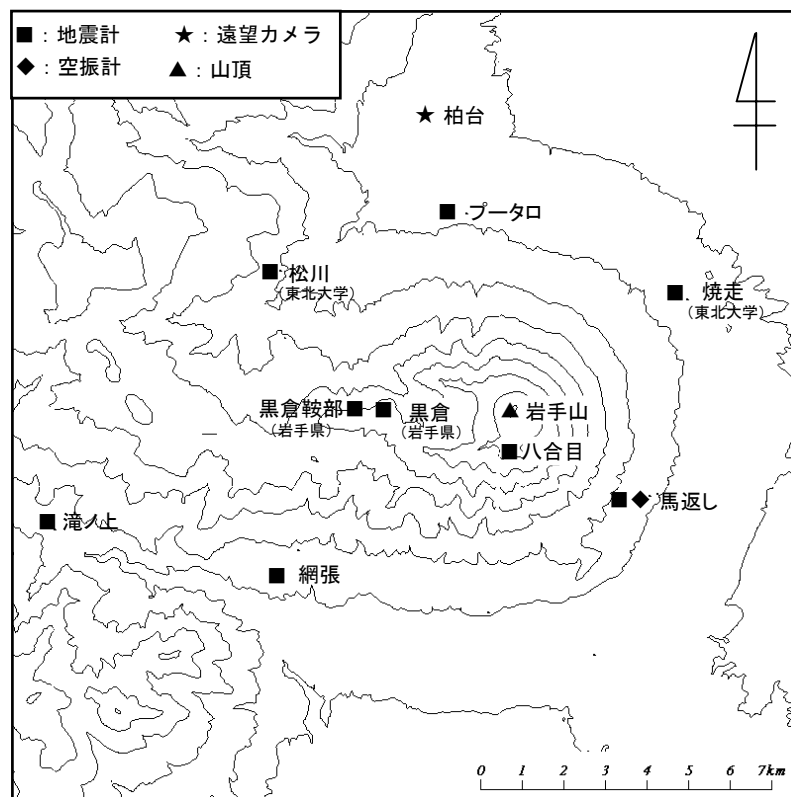 ■：地震計 ★：遠望カメラ
◆：空振計 ▲：山頂
柏台
プータロ
松川
(東北大学)
焼走
(東北大学)
黒倉鞍部
(岩手県)
黒倉
(岩手県)
岩手山
八合目
馬返し
滝ノ上
網張
0 1 2 3 4 5 6 7km